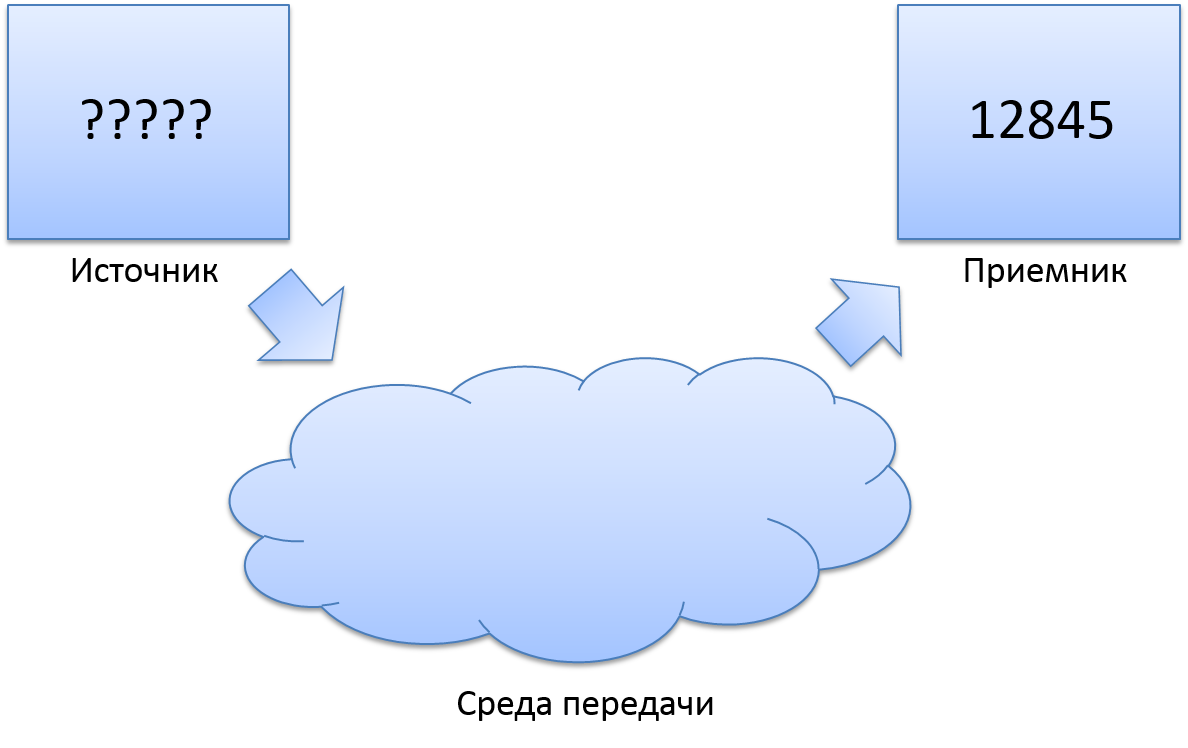 ?????
12845
Источник
Приемник
Среда передачи